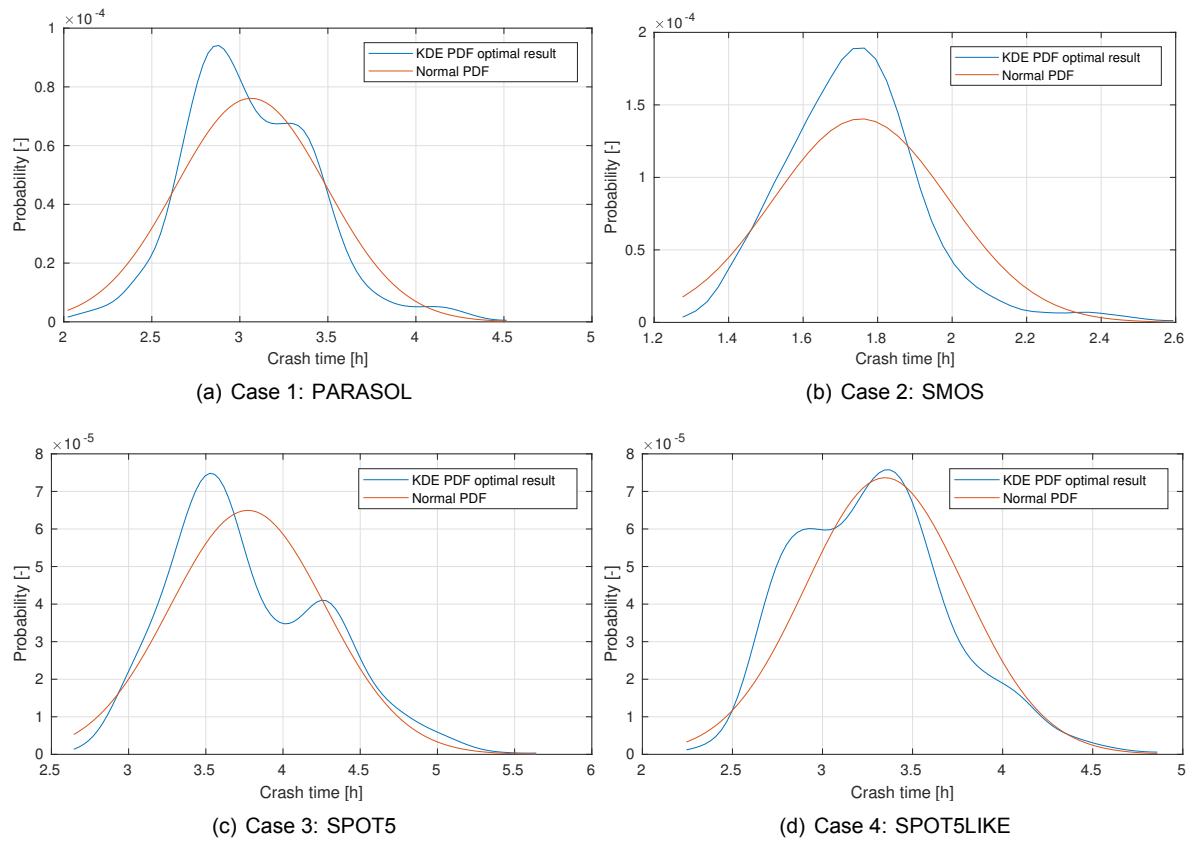 ×10 -4
1
0.8
0.6
0.4
0.2
0
Probability [-]
KDE PDF optimal result
Normal PDF
2 2.5 3 3.5 4 4.5 5
Crash time [h]
(a) Case 1: PARASOL
×10 -4
2
1.5
1
0.5
0
Probability [-]
KDE PDF optimal result
Normal PDF
1.2 1.4 1.6 1.8 2 2.2 2.4 2.6
Crash time [h]
(b) Case 2: SMOS
×10 -5
8
7
6
5
4
3
2
1
0
Probability [-]
KDE PDF optimal result
Normal PDF
2.5 3 3.5 4 4.5 5 5.5 6
Crash time [h]
(c) Case 3: SPOT5
×10 -5
8
7
6
5
4
3
2
1
0
Probability [-]
KDE PDF optimal result
Normal PDF
2 2.5 3 3.5 4 4.5 5
Crash time [h]
(d) Case 4: SPOT5LIKE